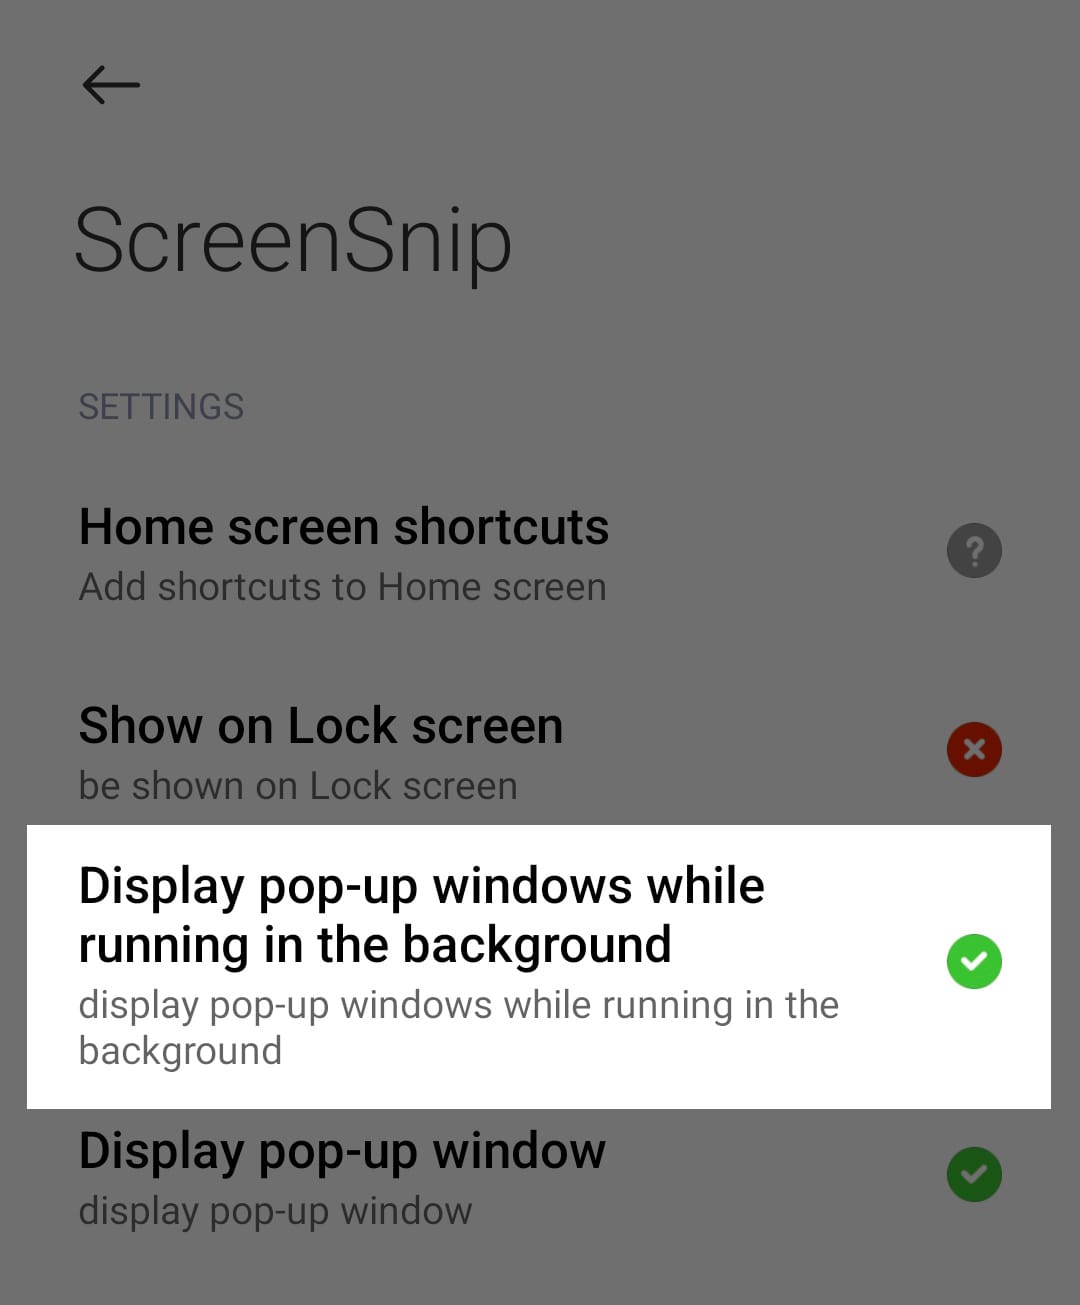 ScreenSnip
SETTINGS
Home screen shortcuts
Add shortcuts to Home screen
Show on Lock screen
be shown on Lock screen
Display pop-up windows while
running in the background
display pop-up windows while running in the
background
Display pop-up window
display pop-up window